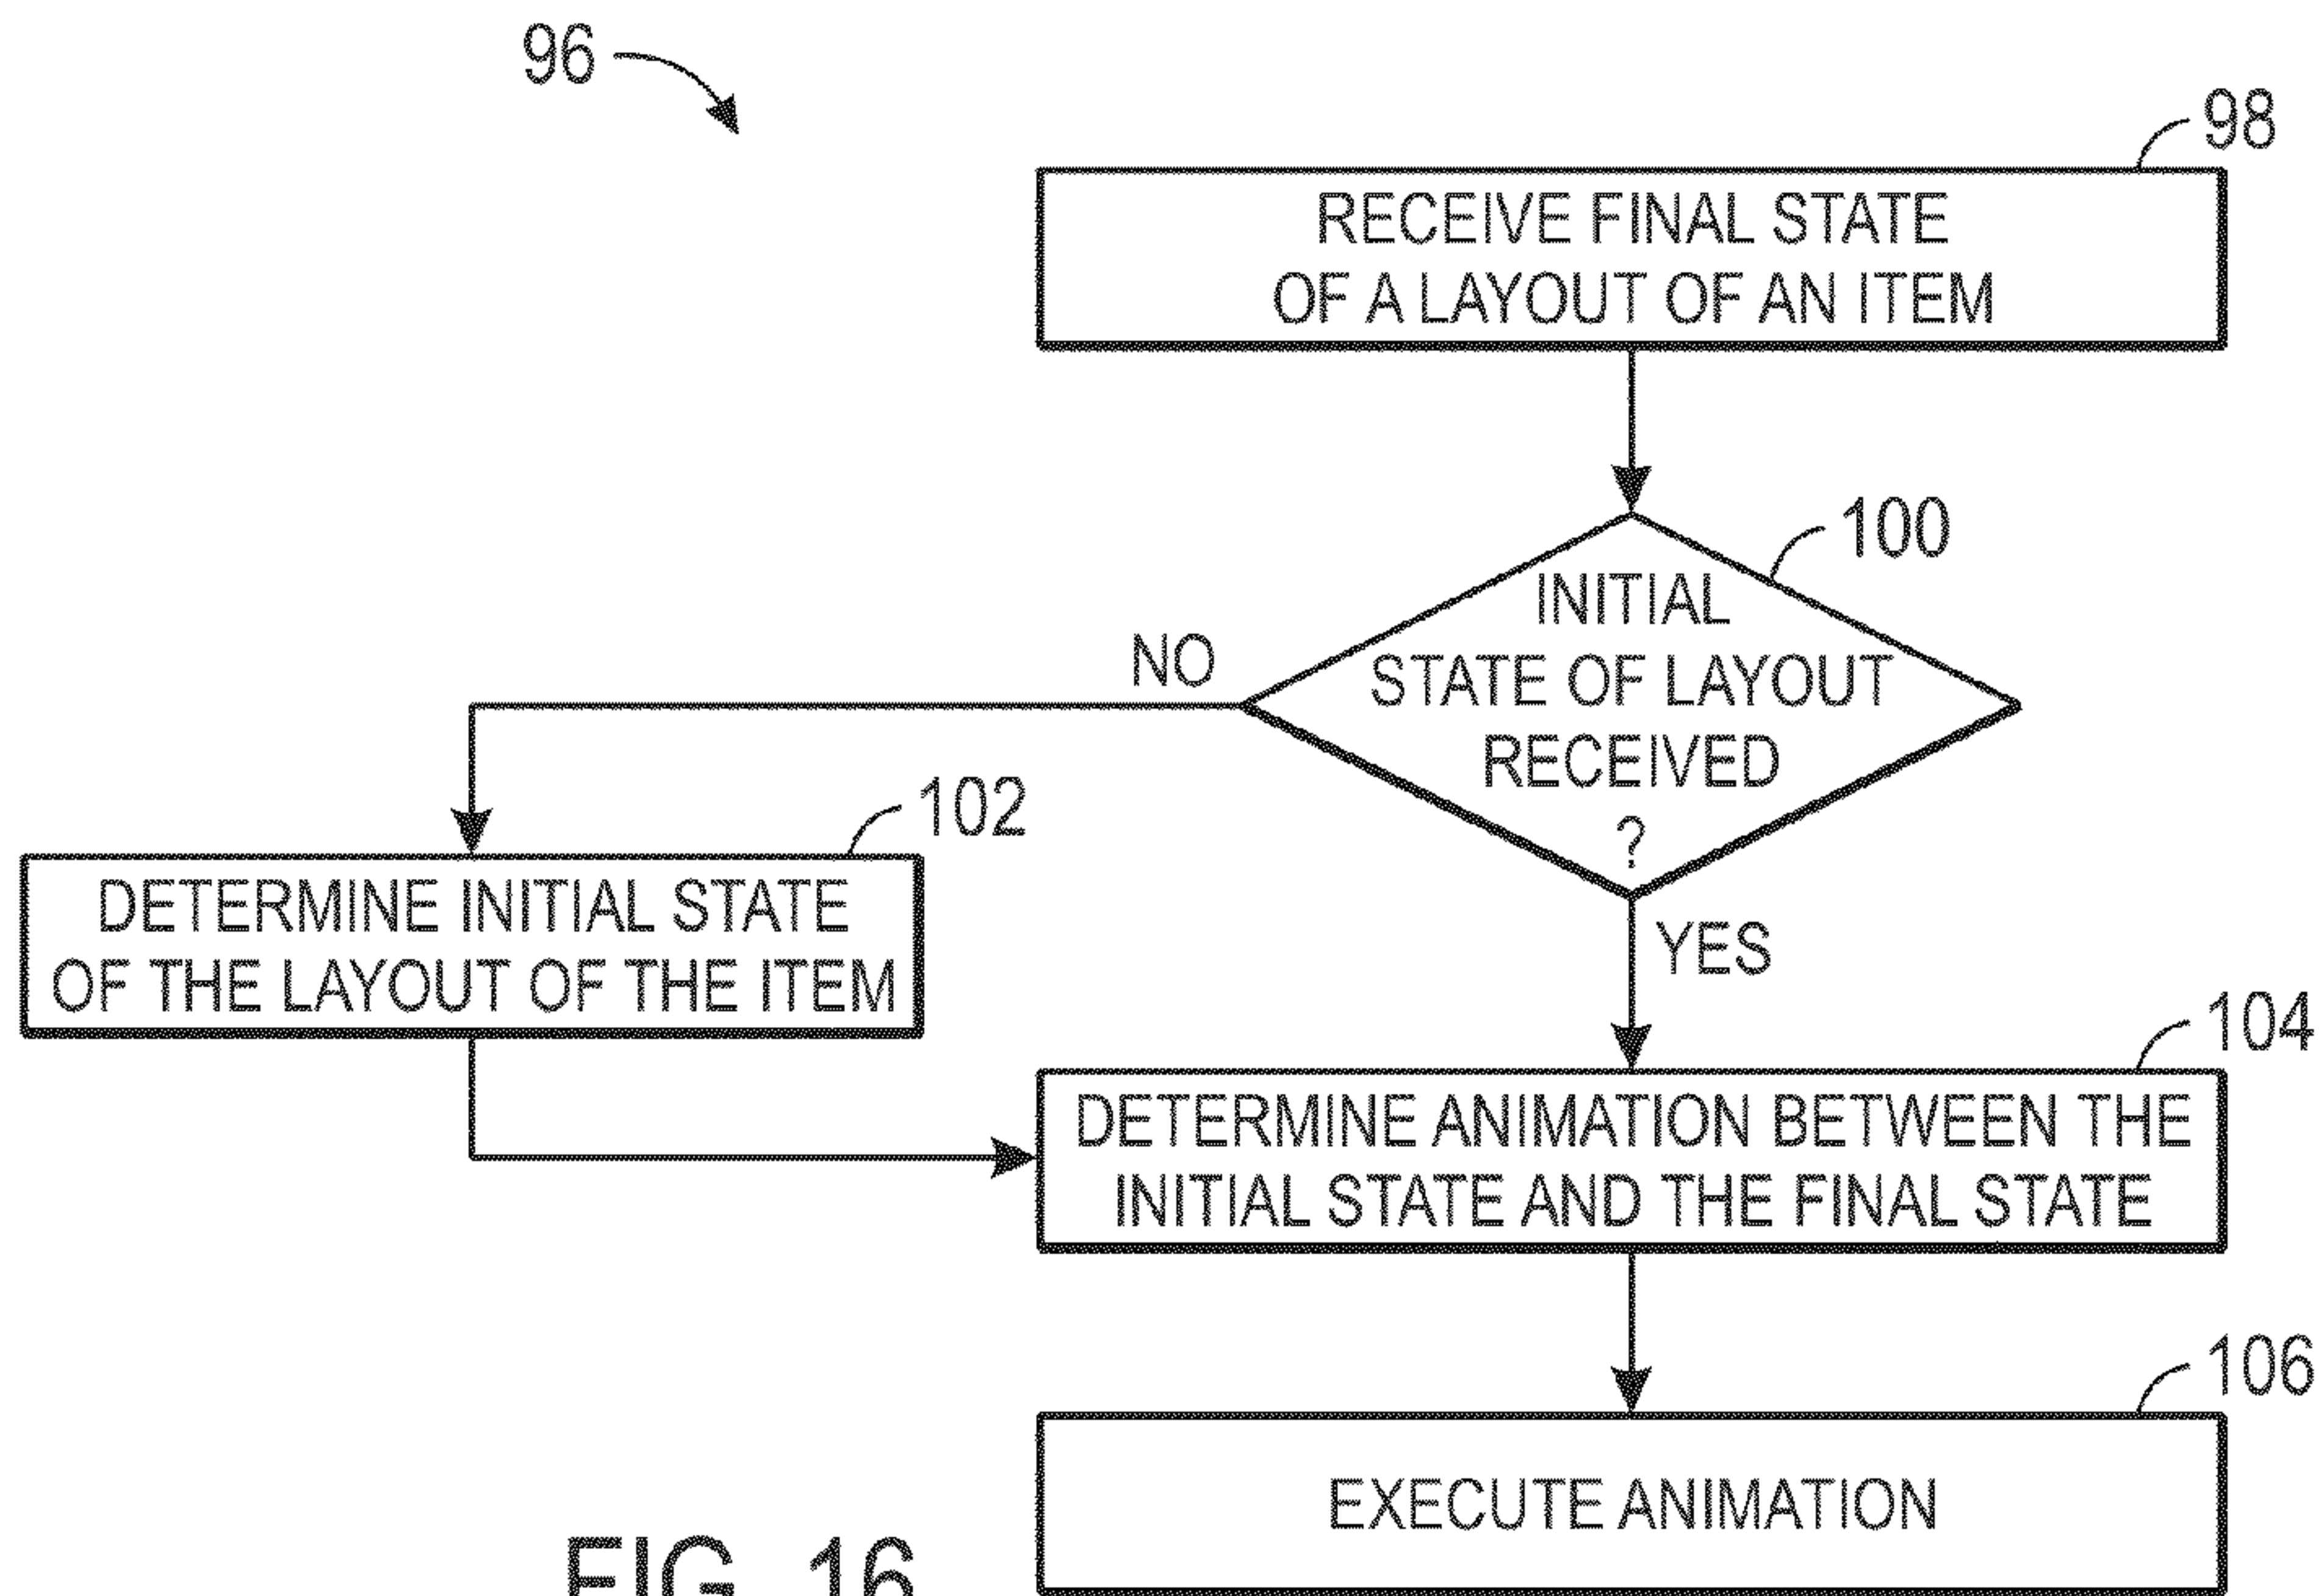 96
98
RECEIVE FINAL STATE
OF A LAYOUT OF AN ITEM
100
INITIAL
STATE OF LAYOUT
RECEIVED
?
NO
YES
102
DETERMINE INITIAL STATE
OF THE LAYOUT OF THE ITEM
104
DETERMINE ANIMATION BETWEEN THE
INITIAL STATE AND THE FINAL STATE
106
EXECUTE ANIMATION
FIG. 16